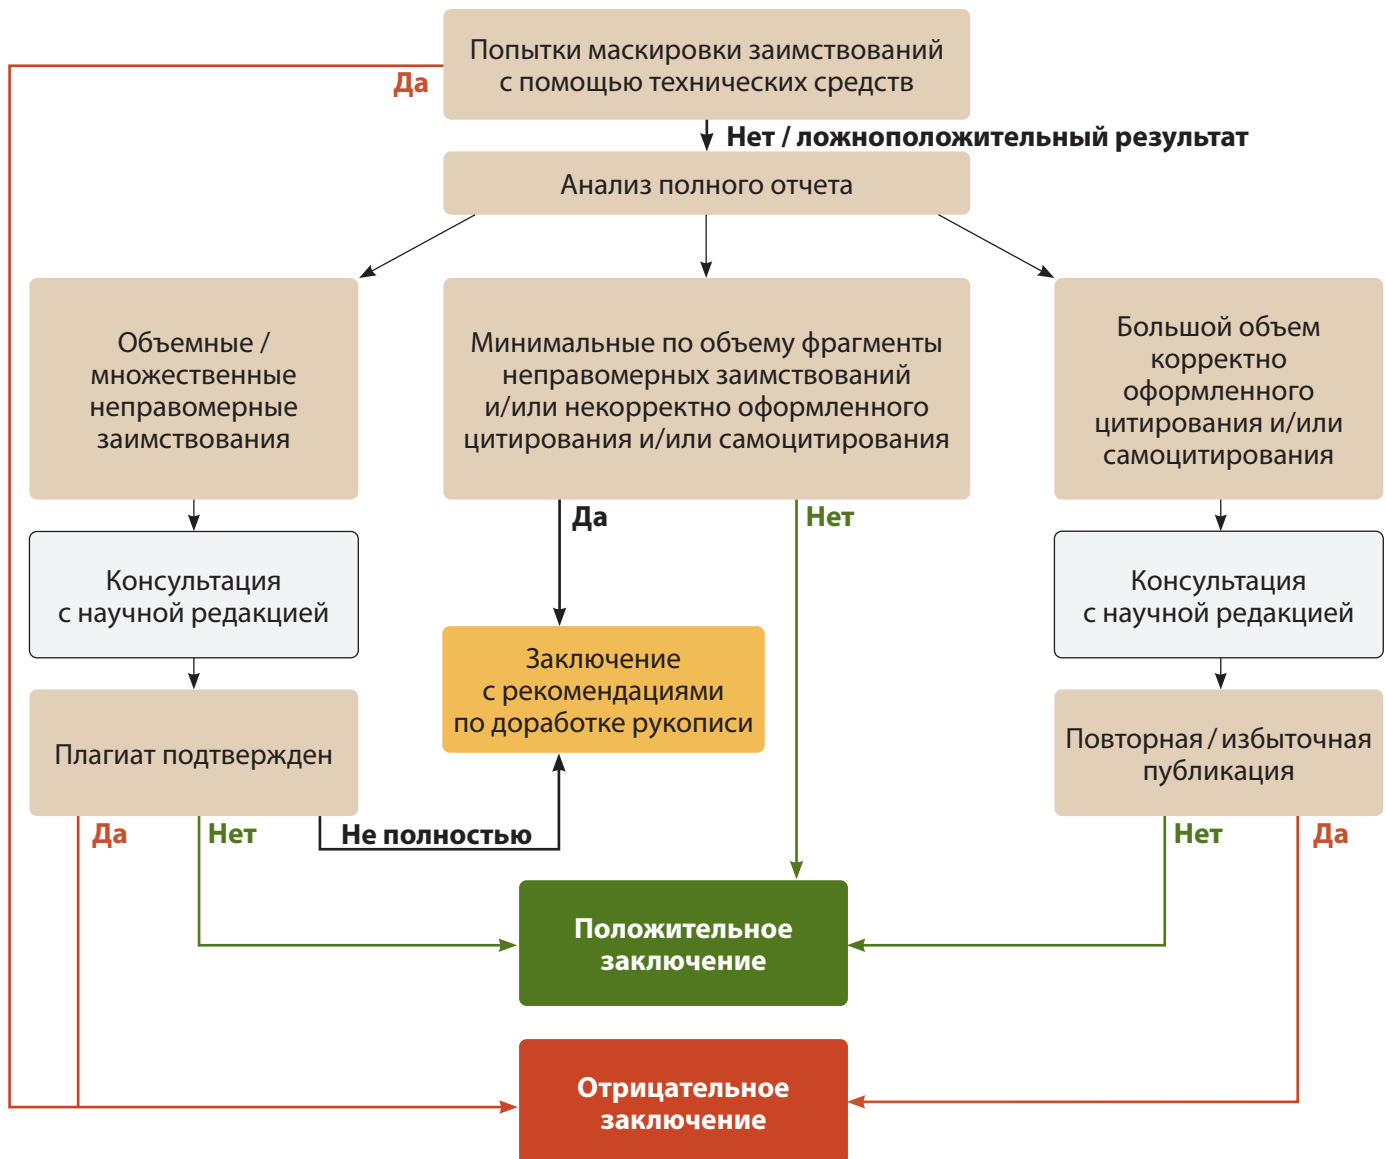 Попытки маскировки заимствований
с помощью технических средств
Да
Нет / ложноположительный результат
Анализ полного отчета
Объемные /
множественные
неправомерные
заимствования
Минимальные по объему фрагменты
неправомерных заимствований
и/или некорректно оформленного
цитирования и/или самоцитирования
Большой объем
корректно
оформленного
цитирования и/или
самоцитирования
Да
Нет
Консультация
с научной редакцией
Консультация
с научной редакцией
Заключение
с рекомендациями
по доработке рукописи
Плагиат подтвержден
Повторная / избыточная
публикация
Да
Нет
Не полностью
Нет
Да
Положительное
заключение
Отрицательное
заключение